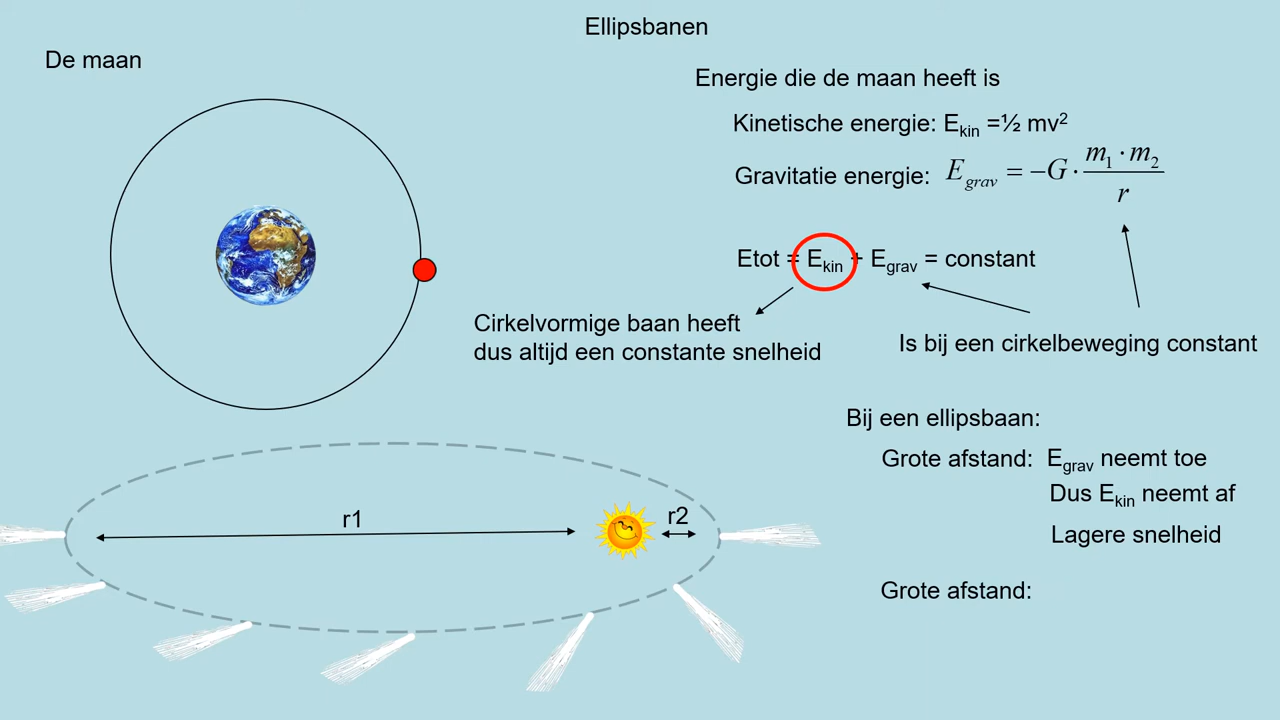 Ellipsbanen
De maan
Energie die de maan heeft is
Kinetische energie: Ekin =½ mv²
Gravitatie energie: Egrav = −G · m1 · m2 / r
Etot = Ekin + Egrav = constant
Cirkelvormige baan heeft
dus altijd een constante snelheid
Is bij een cirkelbeweging constant
Bij een ellipsbaan:
Grote afstand: Egrav neemt toe
Dus Ekin neemt af
Lagere snelheid
Grote afstand:
r1
r2